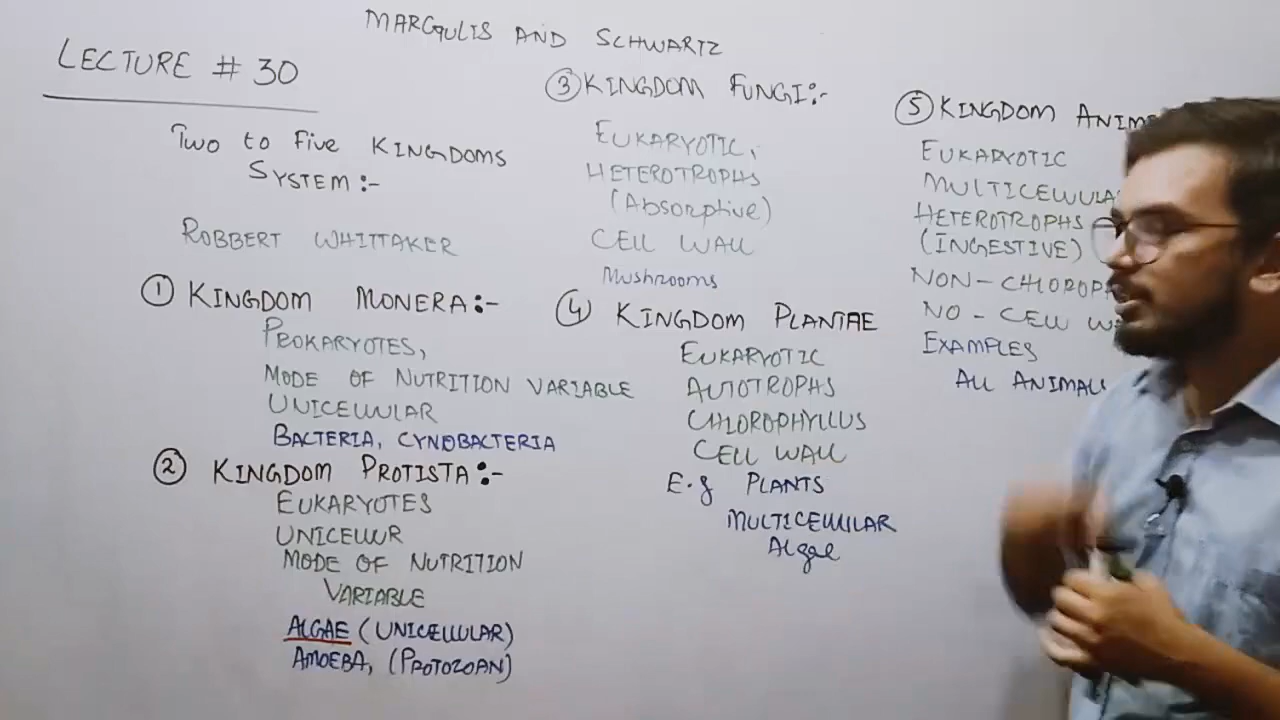 MARGULIS AND SCHWARTZ
LECTURE # 30
Two to Five KINGDOMS
SYSTEM:-
ROBBERT WHITTAKER
① KINGDOM MONERA:-
PROKARYOTES,
MODE OF NUTRITION VARIABLE
UNICELLULAR
BACTERIA, CYNOBACTERIA
② KINGDOM PROTISTA:-
EUKARYOTES
UNICELLUR
MODE OF NUTRITION
VARIABLE
ALGAE (UNICELLULAR)
AMOEBA, (PROTOZOAN)
③ KINGDOM FUNGI:-
EUKARYOTIC,
HETEROTROPHS
(Absorptive)
CELL WALL
Mushrooms
④ KINGDOM PLANTAE
EUKARYOTIC
AUTOTROPHS
CHLOROPHYLLUS
CELL WALL
E.g PLANTS
MULTICELLULAR
Algae
⑤ KINGDOM ANIM
EUKARYOTIC
MULTICELLULA
HETEROTROPHS
(INGESTIVE)
NON-CHLOROP
NO-CELL W
EXAMPLES
ALL ANIMALS